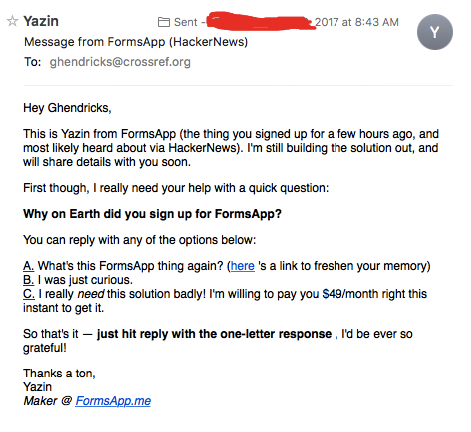 Yazin
Sent - 2017 at 8:43 AM
Message from FormsApp (HackerNews)
To: ghendricks@crossref.org
Y
Hey Ghendricks,
This is Yazin from FormsApp (the thing you signed up for a few hours ago, and
most likely heard about via HackerNews). I'm still building the solution out, and
will share details with you soon.
First though, I really need your help with a quick question:
Why on Earth did you sign up for FormsApp?
You can reply with any of the options below:
A. What's this FormsApp thing again? (here 's a link to freshen your memory)
B. I was just curious.
C. I really need this solution badly! I'm willing to pay you $49/month right this
instant to get it.
So that's it — just hit reply with the one-letter response , I'd be ever so
grateful!
Thanks a ton,
Yazin
Maker @ FormsApp.me